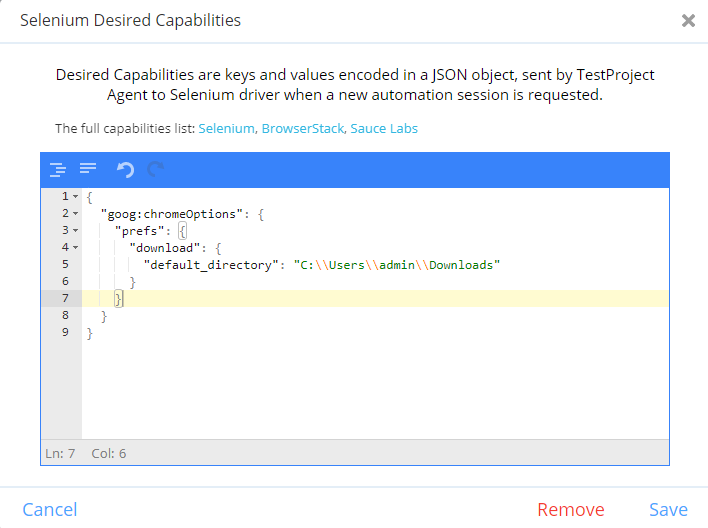 Selenium Desired Capabilities
Desired Capabilities are keys and values encoded in a JSON object, sent by TestProject
Agent to Selenium driver when a new automation session is requested.
The full capabilities list: Selenium, BrowserStack, Sauce Labs
1 {
2 "goog:chromeOptions": {
3 "prefs": {
4 "download": {
5 "default_directory": "C:\\Users\\admin\\Downloads"
6 }
7 }
8 }
9 }
Ln: 7 Col: 6
Cancel Remove Save